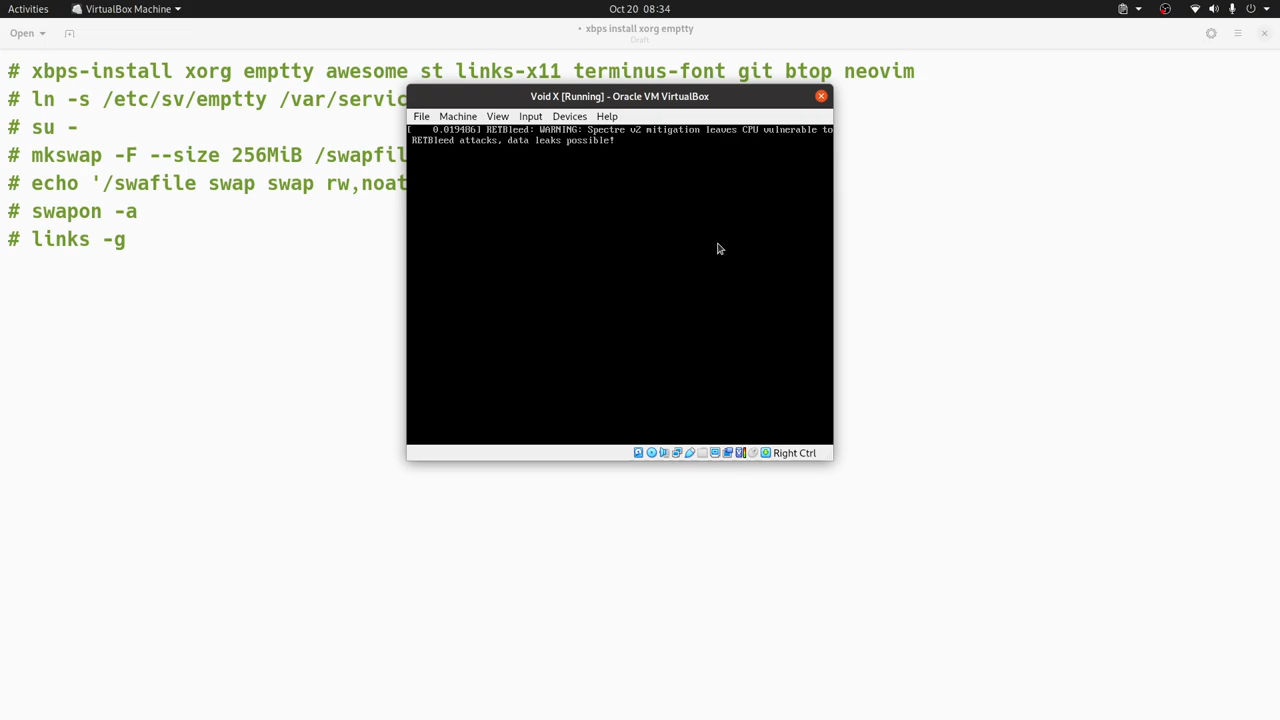 Activities
VirtualBox Machine
Oct 20 08:34
Open
• xbps install xorg emptty
Draft
# xbps-install xorg emptty awesome st links-x11 terminus-font git btop neovim
# ln -s /etc/sv/emptty /var/servic
# su -
# mkswap -F --size 256MiB /swapfil
# echo '/swafile swap swap rw,noat
# swapon -a
# links -g
Void X [Running] - Oracle VM VirtualBox
File Machine View Input Devices Help
[    0.019486] RETBleed: WARNING: Spectre v2 mitigation leaves CPU vulnerable to
RETBleed attacks, data leaks possible!
Right Ctrl